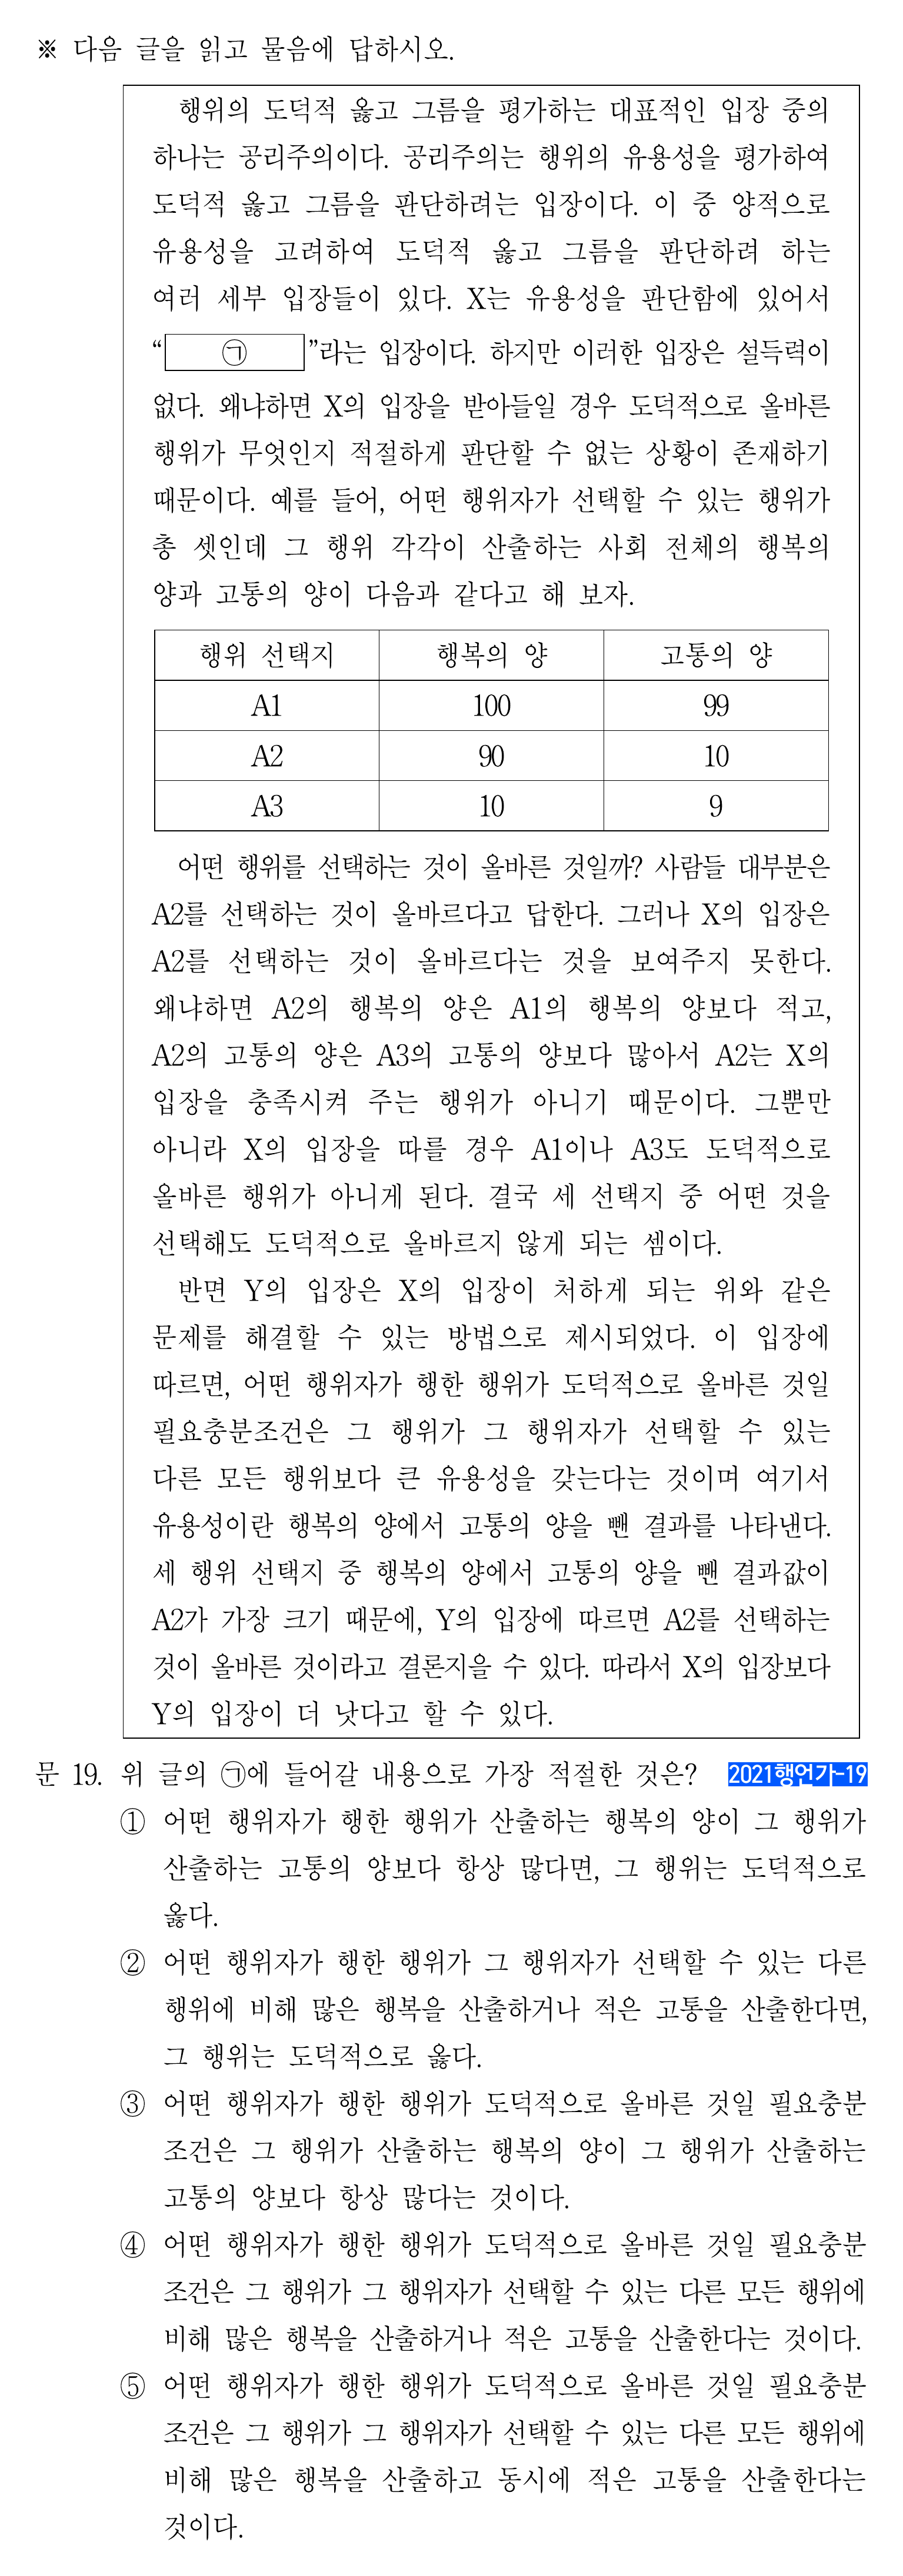 ※ 다음 글을 읽고 물음에 답하시오.
행위의 도덕적 옳고 그름을 평가하는 대표적인 입장 중의
하나는 공리주의이다. 공리주의는 행위의 유용성을 평가하여
도덕적 옳고 그름을 판단하려는 입장이다. 이 중 양적으로
유용성을 고려하여 도덕적 옳고 그름을 판단하려 하는
여러 세부 입장들이 있다. X는 유용성을 판단함에 있어서
“ ㉠ ”라는 입장이다. 하지만 이러한 입장은 설득력이
없다. 왜냐하면 X의 입장을 받아들일 경우 도덕적으로 올바른
행위가 무엇인지 적절하게 판단할 수 없는 상황이 존재하기
때문이다. 예를 들어, 어떤 행위자가 선택할 수 있는 행위가
총 셋인데 그 행위 각각이 산출하는 사회 전체의 행복의
양과 고통의 양이 다음과 같다고 해 보자.
행위 선택지 행복의 양 고통의 양
A1 100 99
A2 90 10
A3 10 9
어떤 행위를 선택하는 것이 올바른 것일까? 사람들 대부분은
A2를 선택하는 것이 올바르다고 답한다. 그러나 X의 입장은
A2를 선택하는 것이 올바르다는 것을 보여주지 못한다.
왜냐하면 A2의 행복의 양은 A1의 행복의 양보다 적고,
A2의 고통의 양은 A3의 고통의 양보다 많아서 A2는 X의
입장을 충족시켜 주는 행위가 아니기 때문이다. 그뿐만
아니라 X의 입장을 따를 경우 A1이나 A3도 도덕적으로
올바른 행위가 아니게 된다. 결국 세 선택지 중 어떤 것을
선택해도 도덕적으로 올바르지 않게 되는 셈이다.
반면 Y의 입장은 X의 입장이 처하게 되는 위와 같은
문제를 해결할 수 있는 방법으로 제시되었다. 이 입장에
따르면, 어떤 행위자가 행한 행위가 도덕적으로 올바른 것일
필요충분조건은 그 행위가 그 행위자가 선택할 수 있는
다른 모든 행위보다 큰 유용성을 갖는다는 것이며 여기서
유용성이란 행복의 양에서 고통의 양을 뺀 결과를 나타낸다.
세 행위 선택지 중 행복의 양에서 고통의 양을 뺀 결과값이
A2가 가장 크기 때문에, Y의 입장에 따르면 A2를 선택하는
것이 올바른 것이라고 결론지을 수 있다. 따라서 X의 입장보다
Y의 입장이 더 낫다고 할 수 있다.
문 19. 위 글의 ㉠에 들어갈 내용으로 가장 적절한 것은? 2021행언가-19
① 어떤 행위자가 행한 행위가 산출하는 행복의 양이 그 행위가
산출하는 고통의 양보다 항상 많다면, 그 행위는 도덕적으로
옳다.
② 어떤 행위자가 행한 행위가 그 행위자가 선택할 수 있는 다른
행위에 비해 많은 행복을 산출하거나 적은 고통을 산출한다면,
그 행위는 도덕적으로 옳다.
③ 어떤 행위자가 행한 행위가 도덕적으로 올바른 것일 필요충분
조건은 그 행위가 산출하는 행복의 양이 그 행위가 산출하는
고통의 양보다 항상 많다는 것이다.
④ 어떤 행위자가 행한 행위가 도덕적으로 올바른 것일 필요충분
조건은 그 행위가 그 행위자가 선택할 수 있는 다른 모든 행위에
비해 많은 행복을 산출하거나 적은 고통을 산출한다는 것이다.
⑤ 어떤 행위자가 행한 행위가 도덕적으로 올바른 것일 필요충분
조건은 그 행위가 그 행위자가 선택할 수 있는 다른 모든 행위에
비해 많은 행복을 산출하고 동시에 적은 고통을 산출한다는
것이다.